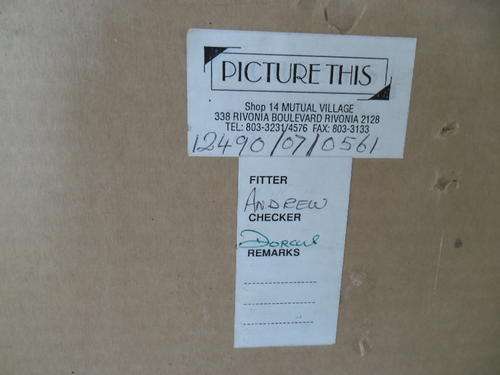 PICTURE THIS
Shop 14 MUTUAL VILLAGE
338 RIVONIA BOULEVARD RIVONIA 2128
TEL: 803-3231/4576 FAX: 803-3133
12490/07/0561
FITTER
ANDREW
CHECKER
REMARKS